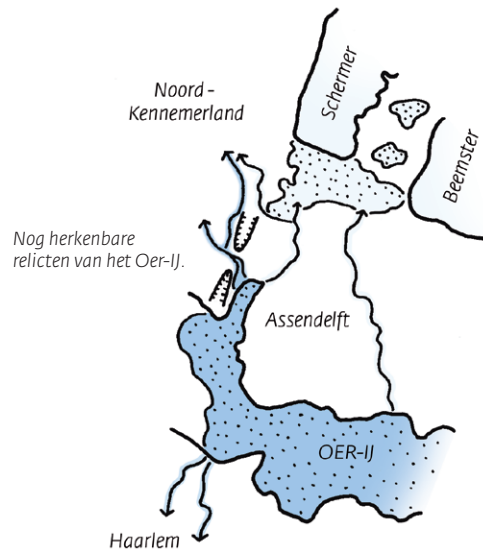 Schermer
Noord -
Kennemerland
Beemster
Nog herkenbare
relicten van het Oer-IJ.
Assendelft
OER-IJ
Haarlem